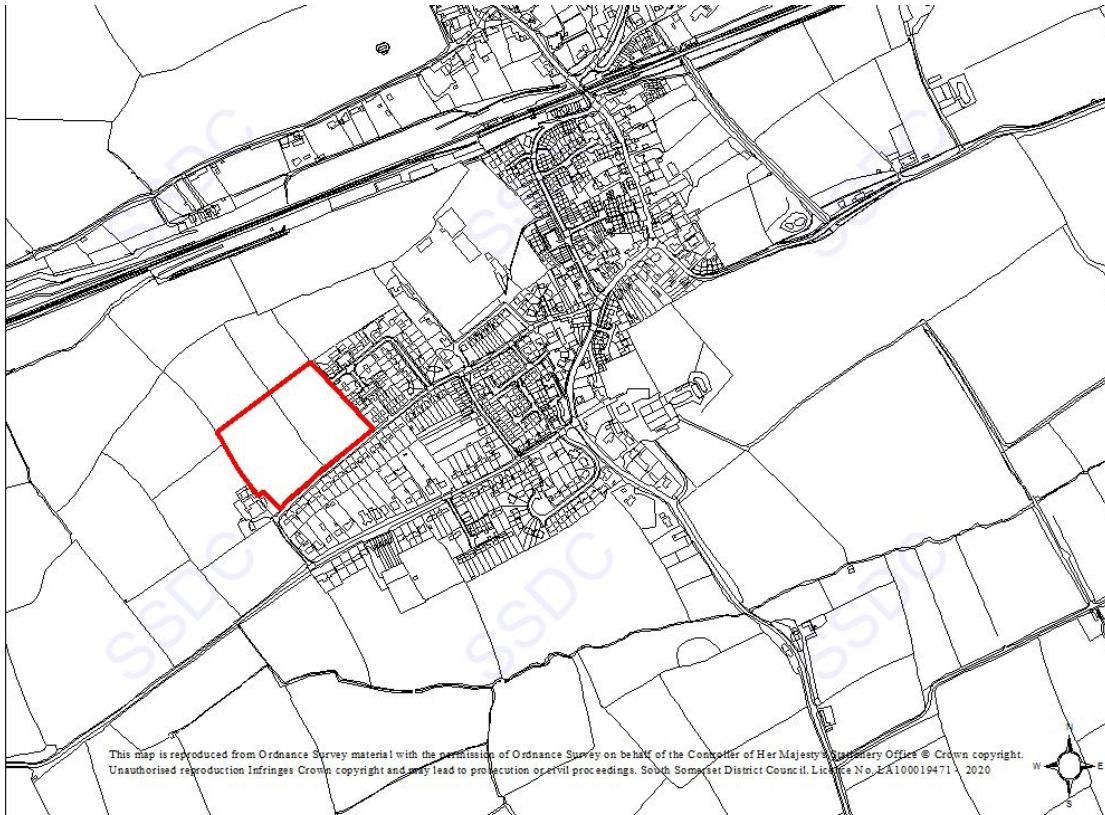 SSDC SSDC SSDC
SSDC SSDC SSDC
This map is reproduced from Ordnance Survey material with the permission of Ordnance Survey on behalf of the Controller of Her Majesty's Stationery Office © Crown copyright.
Unauthorised reproduction Infringes Crown copyright and may lead to prosecution or civil proceedings. South Somerset District Council. Licence No. LA100019471 - 2020
N
W E
S